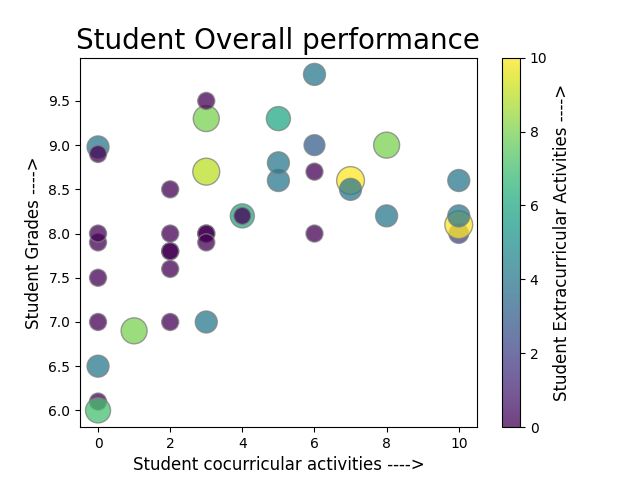 Student Overall performance
9.5
9.0
8.5
8.0
7.5
7.0
6.5
6.0
Student Grades ---->
0 2 4 6 8 10
Student cocurricular activities ---->
10
8
6
4
2
0
Student Extracurricular Activities ---->